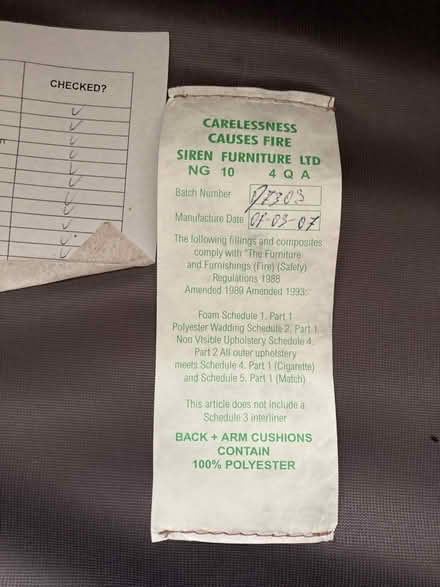 CHECKED?
CARELESSNESS
CAUSES FIRE
SIREN FURNITURE LTD
NG 10 4 Q A
Batch Number 07303
Manufacture Date 07-03-07
The following fillings and composites
comply with "The Furniture
and Furnishings (Fire) (Safety)
Regulations 1988
Amended 1989 Amended 1993:"
Foam Schedule 1. Part 1
Polyester Wadding Schedule 2. Part 1
Non Visible Upholstery Schedule 4.
Part 2 All outer upholstery
meets Schedule 4. Part 1 (Cigarette)
and Schedule 5. Part 1 (Match)
This article does not include a
Schedule 3 interliner
BACK + ARM CUSHIONS
CONTAIN
100% POLYESTER